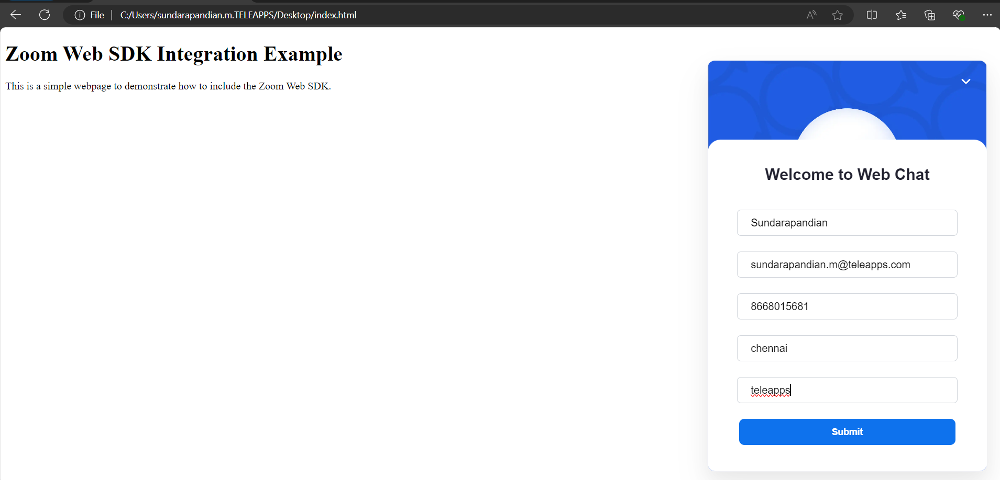 File | C:/Users/sundarapandian.m.TELEAPPS/Desktop/index.html
Zoom Web SDK Integration Example
This is a simple webpage to demonstrate how to include the Zoom Web SDK.
Welcome to Web Chat
Sundarapandian
sundarapandian.m@teleapps.com
8668015681
chennai
teleapps
Submit